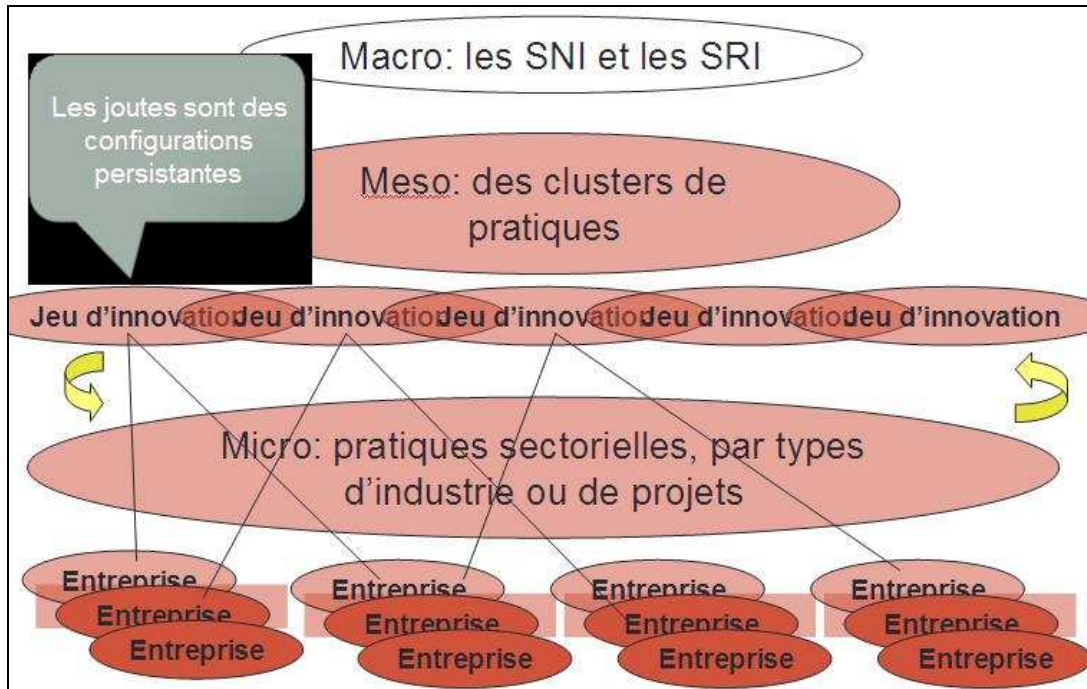 Macro: les SNI et les SRI
Les joutes sont des
configurations
persistantes
Meso: des clusters de
pratiques
Jeu d'innovation Jeu d'innovation Jeu d'innovation Jeu d'innovation Jeu d'innovation
Micro: pratiques sectorielles, par types
d'industrie ou de projets
Entreprise Entreprise Entreprise Entreprise
Entreprise Entreprise Entreprise Entreprise
Entreprise Entreprise Entreprise Entreprise